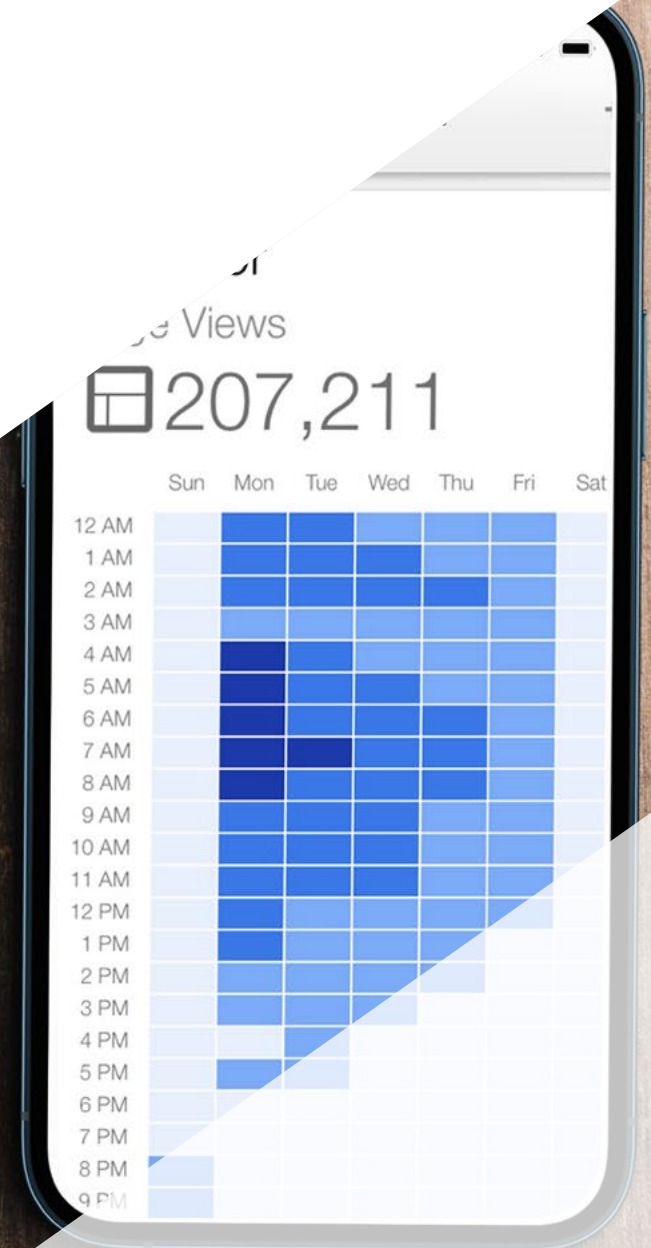 Views
207,211
Sun Mon Tue Wed Thu Fri Sat
12 AM
1 AM
2 AM
3 AM
4 AM
5 AM
6 AM
7 AM
8 AM
9 AM
10 AM
11 AM
12 PM
1 PM
2 PM
3 PM
4 PM
5 PM
6 PM
7 PM
8 PM
9 PM